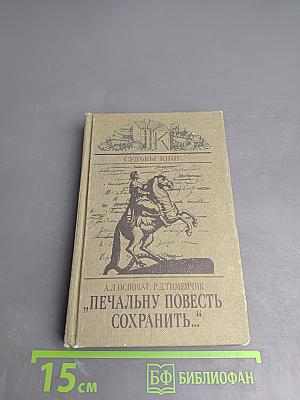 СУДЬБЫ КНИГ
А.Л.ОСПОВАТ, Р.Д.ТИМЕНЧИК
„ПЕЧАЛЬНУ ПОВЕСТЬ
СОХРАНИТЬ..."
15 см
БФ БИБЛИОФАН